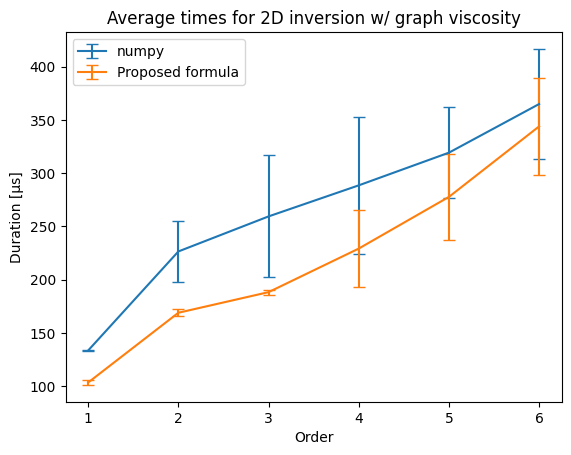 Average times for 2D inversion w/ graph viscosity
numpy
Proposed formula
400
350
300
250
200
150
100
Duration [µs]
1 2 3 4 5 6
Order